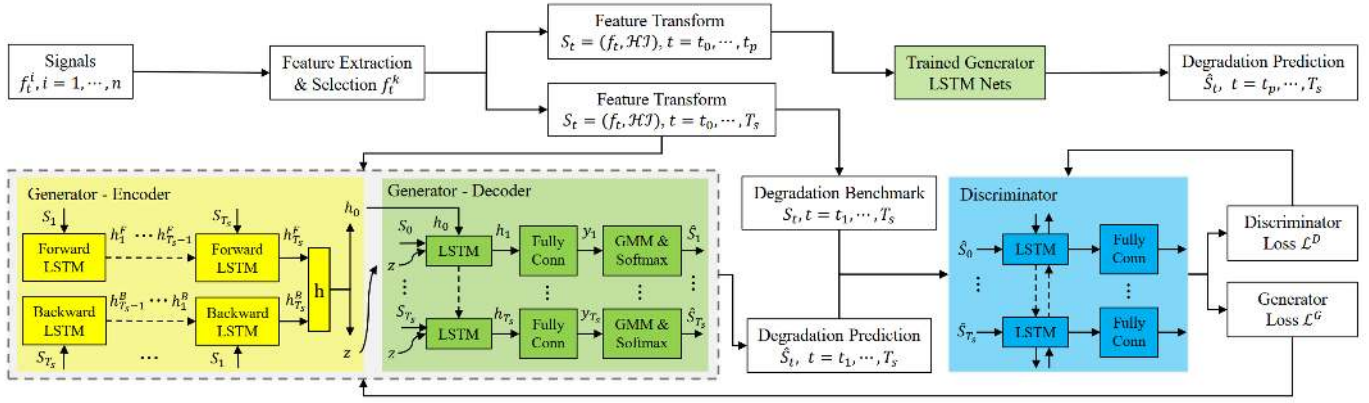 Signals
f_t^i, i = 1, ⋯, n
Feature Extraction
& Selection f_t^k
Feature Transform
S_t = (f_t, ℋℐ), t = t_0, ⋯, t_p
Feature Transform
S_t = (f_t, ℋℐ), t = t_0, ⋯, T_s
Trained Generator
LSTM Nets
Degradation Prediction
Ŝ_t, t = t_p, ⋯, T_s
Generator - Encoder
S_1
S_{T_s}
Forward
LSTM
h_1^F ⋯ h_{T_s-1}^F
Forward
LSTM
h_{T_s}^F
h
Backward
LSTM
h_{T_s-1}^B ⋯ h_1^B
Backward
LSTM
h_{T_s}^B
S_{T_s}
⋯
S_1
h_0
z
Generator - Decoder
S_0
h_0
z
LSTM
h_1
Fully
Conn
y_1
GMM &
Softmax
Ŝ_1
⋮ ⋮ ⋮ ⋮
S_{T_s}
z
LSTM
h_{T_s}
Fully
Conn
y_{T_s}
GMM &
Softmax
Ŝ_{T_s}
Degradation Benchmark
S_t, t = t_1, ⋯, T_s
Degradation Prediction
Ŝ_t, t = t_1, ⋯, T_s
Discriminator
Ŝ_0
LSTM
Fully
Conn
⋮ ⋮ ⋮
Ŝ_{T_s}
LSTM
Fully
Conn
Discriminator
Loss ℒ^D
Generator
Loss ℒ^G